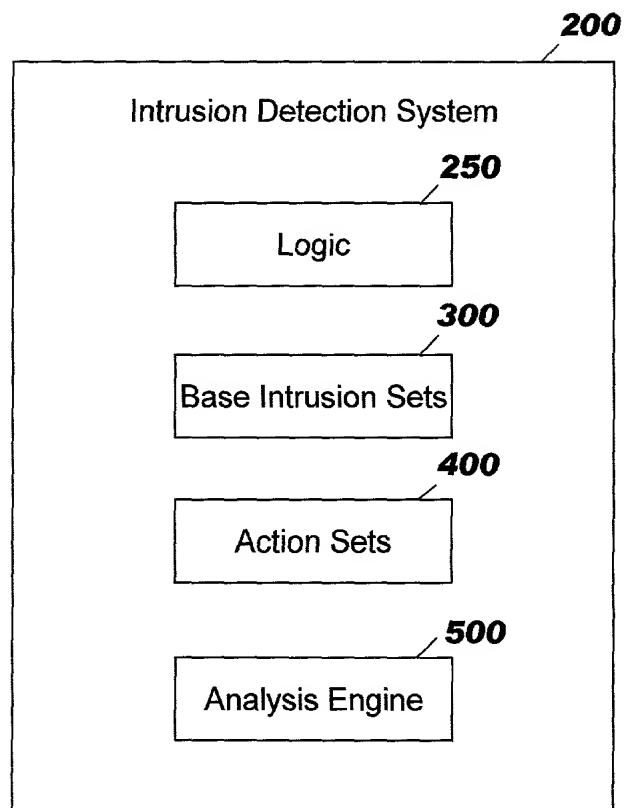 200
Intrusion Detection System
250
Logic
300
Base Intrusion Sets
400
Action Sets
500
Analysis Engine